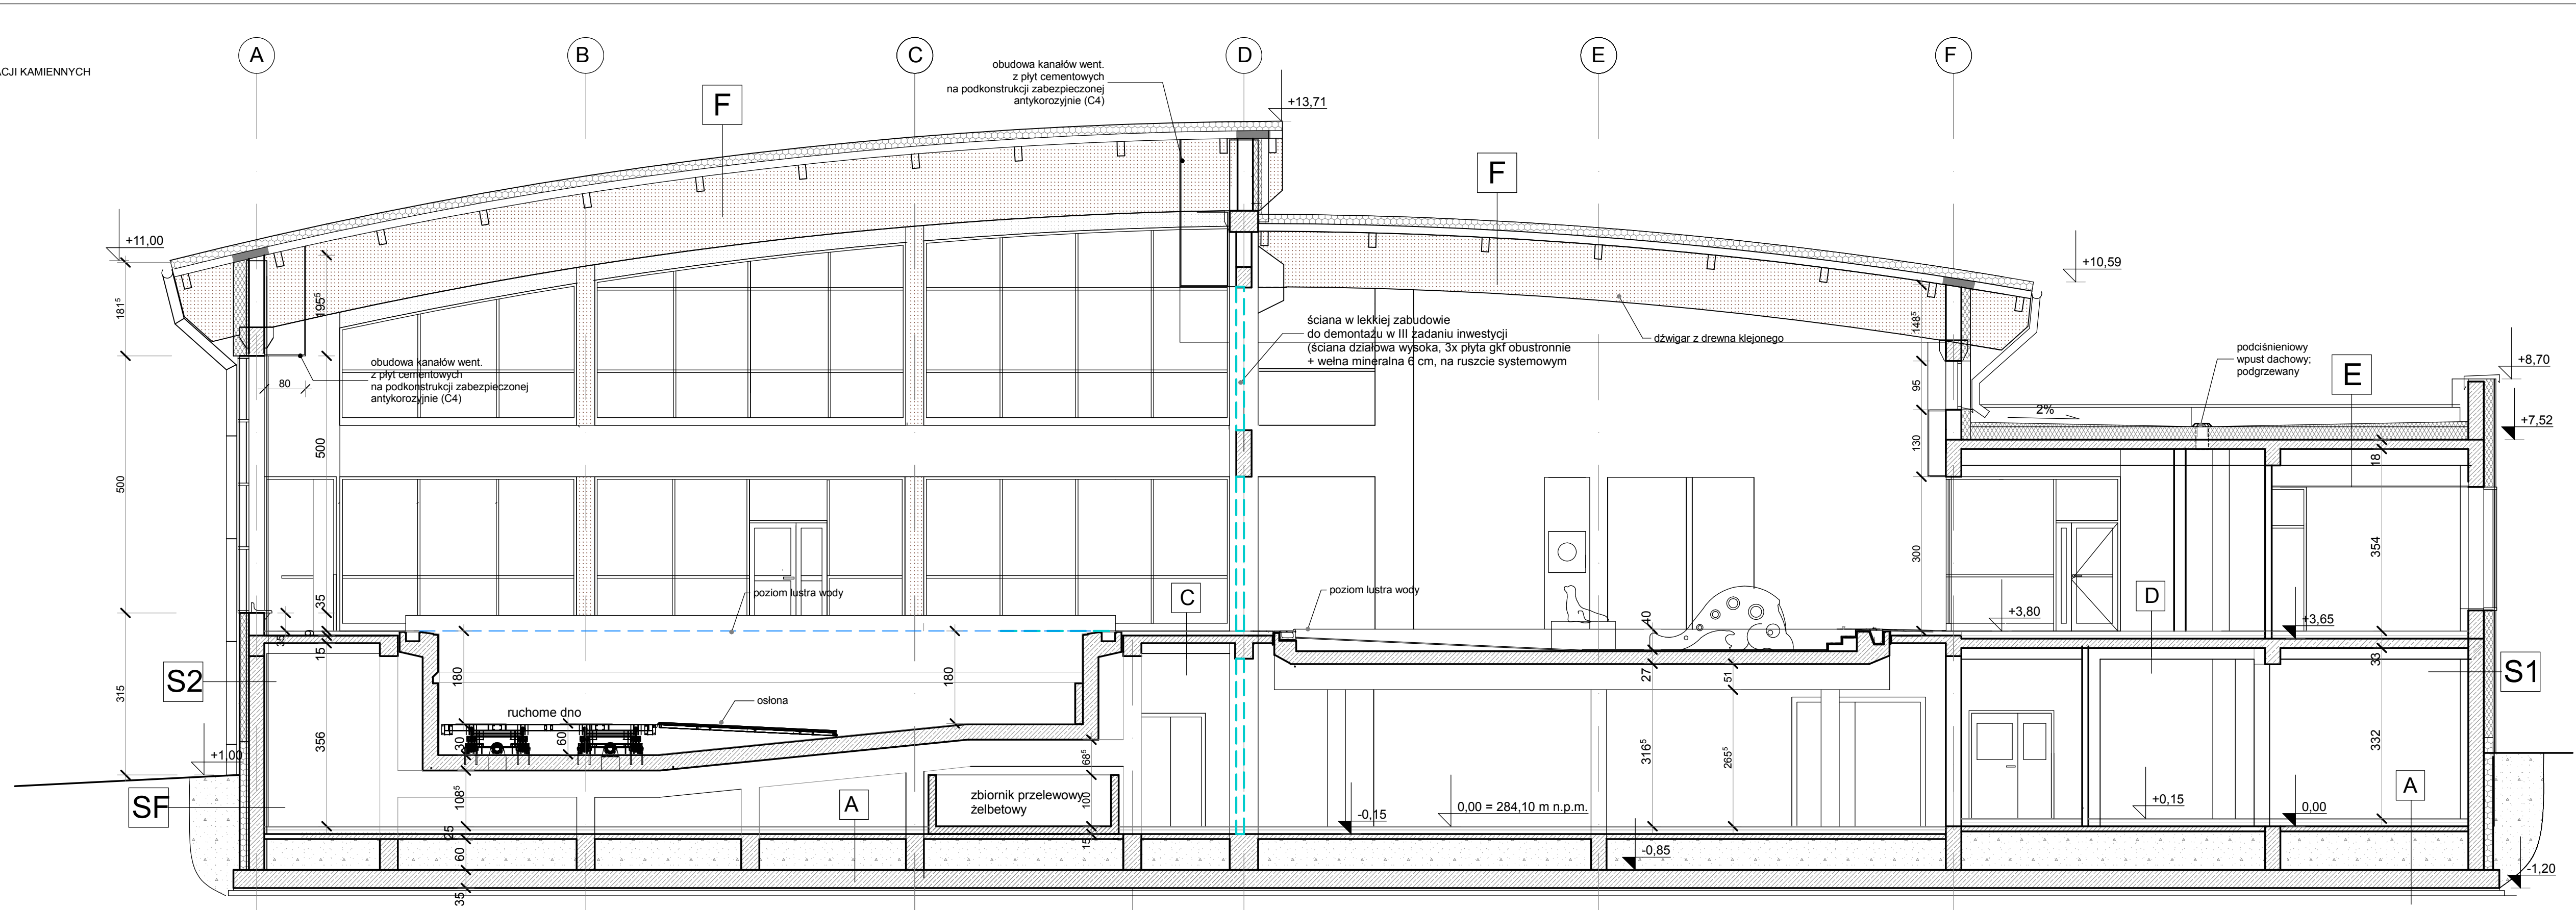 A
B
C
D
E
F
ACJI KAMIENNYCH
obudowa kanałów went.
z płyt cementowych
na podkonstrukcji zabezpieczonej
antykorozyjnie (C4)
+13,71
F
F
+11,00
+10,59
181⁵
195⁵
148⁵
ściana w lekkiej zabudowie
do demontażu w III zadaniu inwestycji
(ściana działowa wysoka, 3x płyta gkf obustronnie
+ wełna mineralna 6 cm, na ruszcie systemowym
dźwigar z drewna klejonego
podciśnieniowy
wpust dachowy;
podgrzewany
E
+8,70
obudowa kanałów went.
z płyt cementowych
na podkonstrukcji zabezpieczonej
antykorozyjnie (C4)
80
95
2%
+7,52
500
500
130
18
300
354
35
35
9
15
poziom lustra wody
C
poziom lustra wody
40
+3,80
D
+3,65
S2
180
180
27
51
33
S1
315
ruchome dno
osłona
356
30
60
68⁵
316⁵
265⁵
332
+1,00
SF
108⁵
zbiornik przelewowy
żelbetowy
100
A
-0,15
0,00 = 284,10 m n.p.m.
+0,15
0,00
A
25
15
60
-0,85
-1,20
35